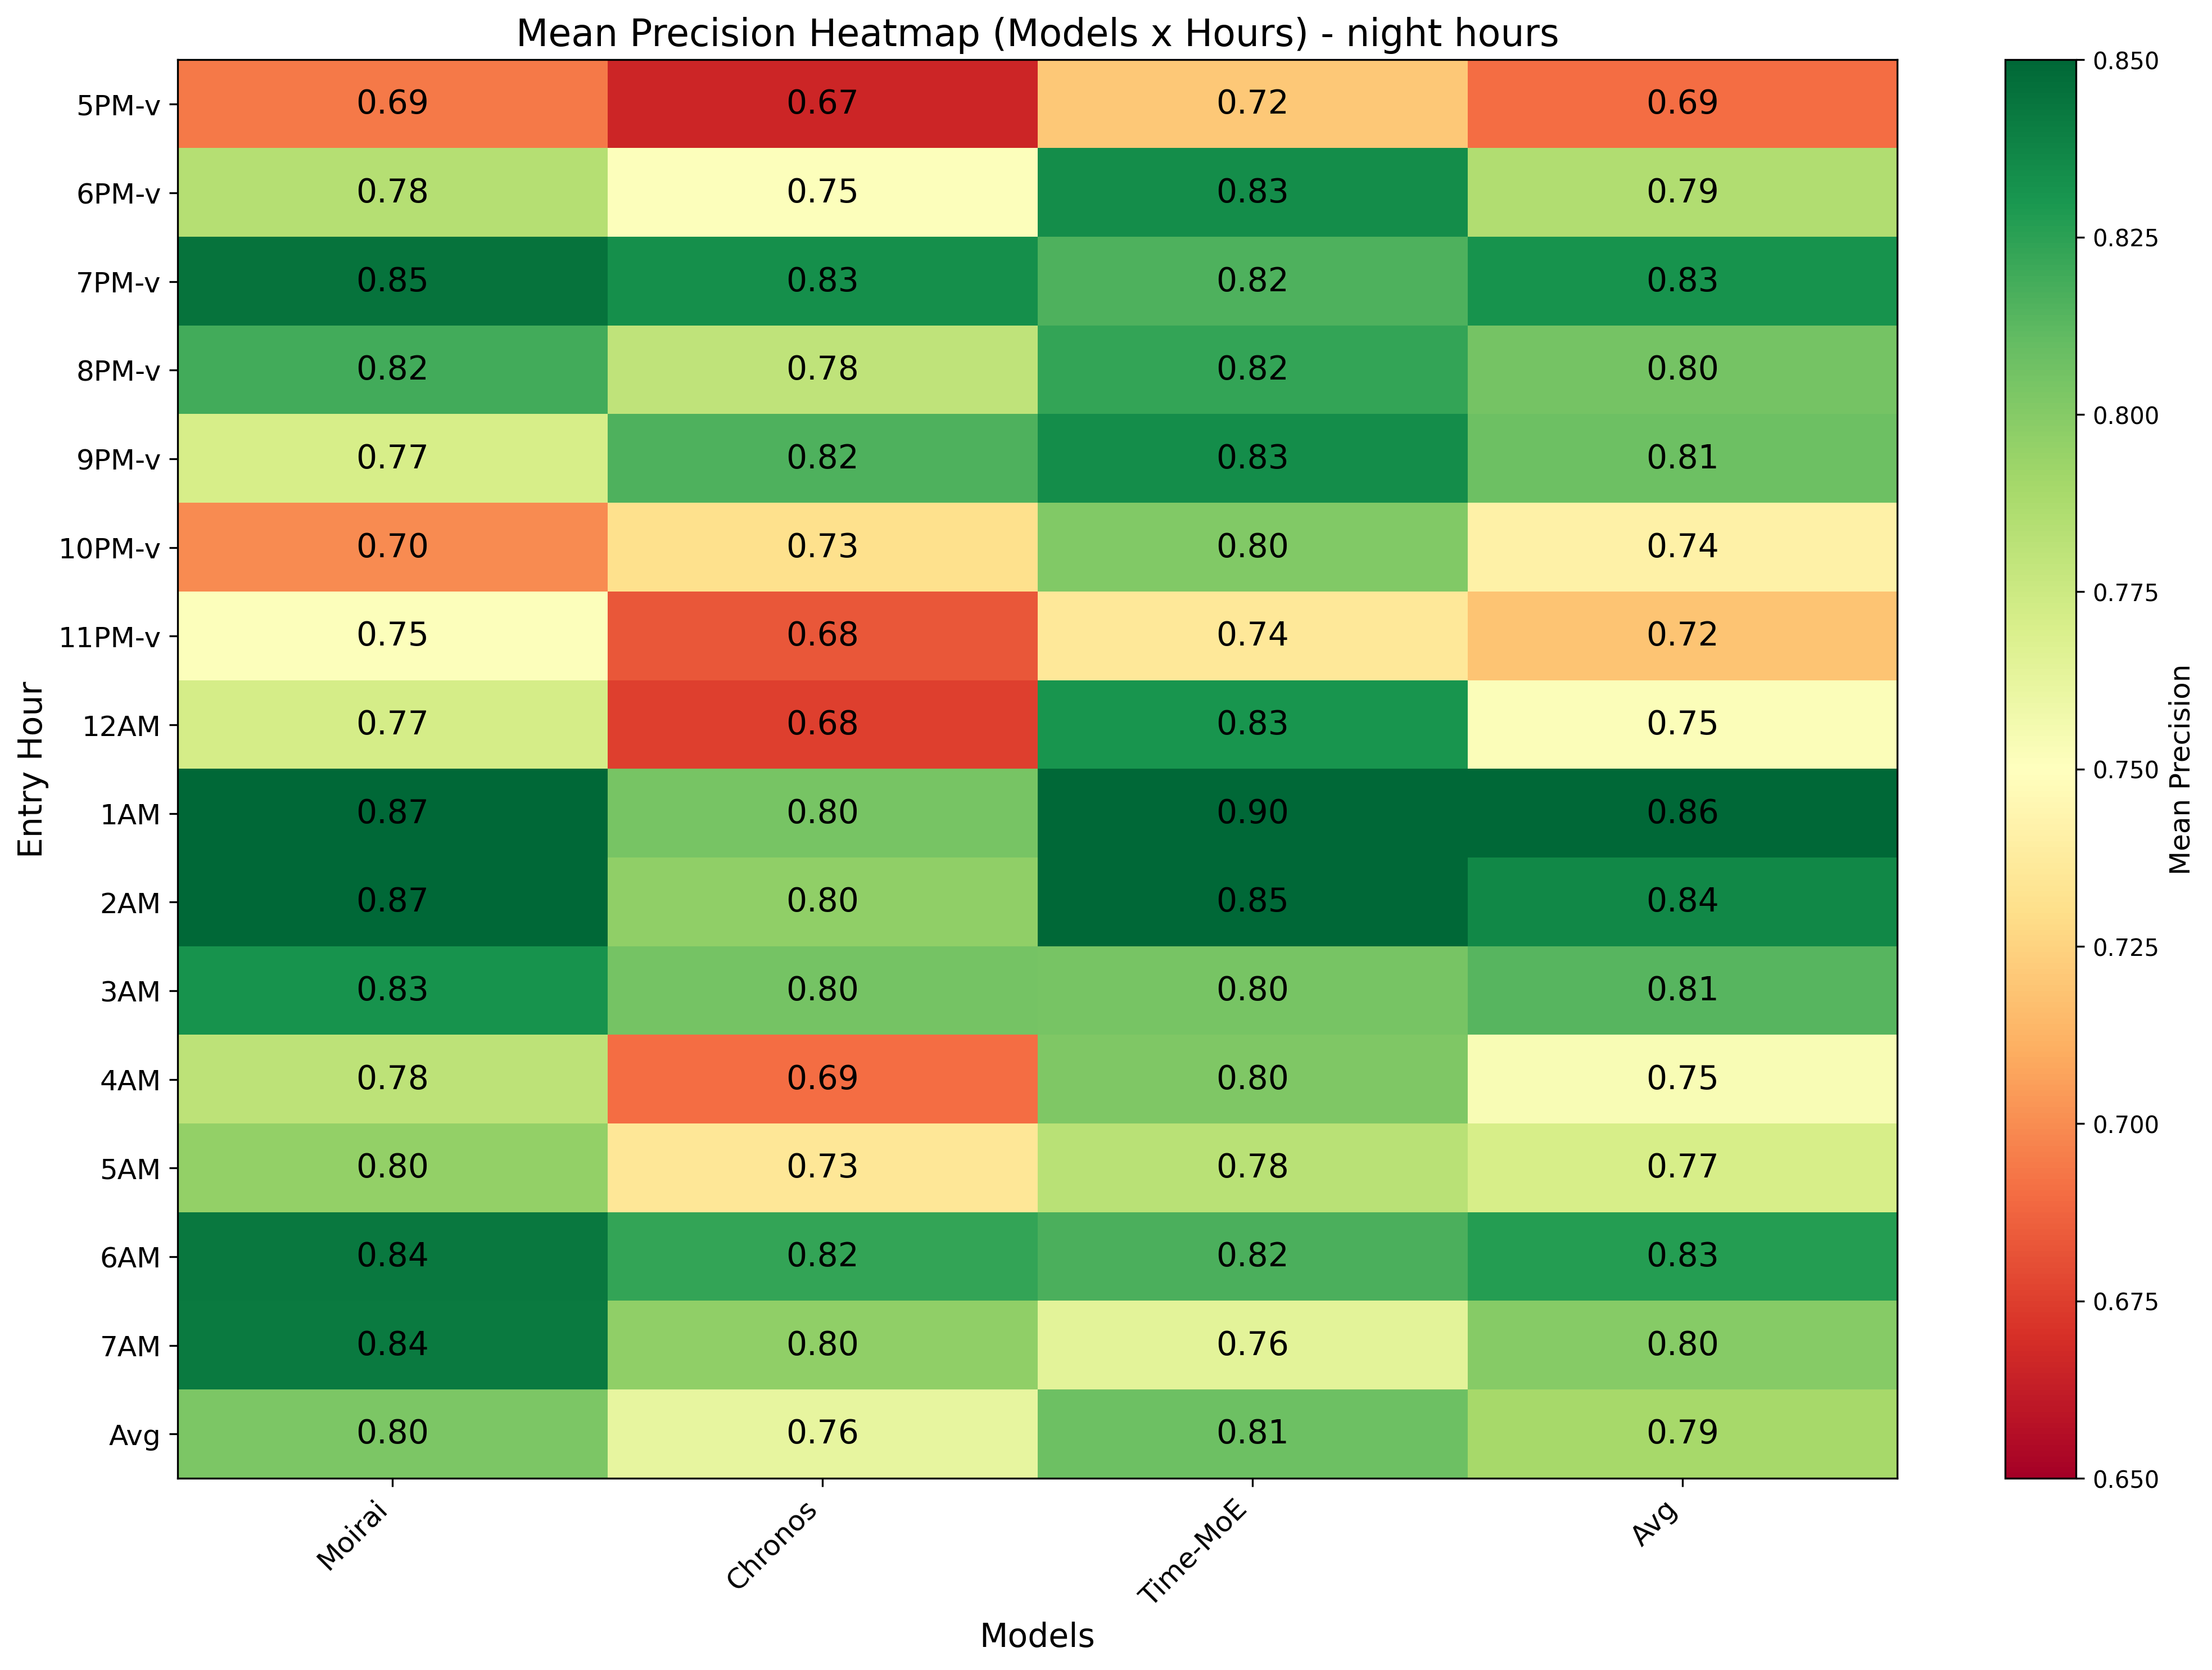 Mean Precision Heatmap (Models x Hours) - night hours
5PM-v 0.69 0.67 0.72 0.69
6PM-v 0.78 0.75 0.83 0.79
7PM-v 0.85 0.83 0.82 0.83
8PM-v 0.82 0.78 0.82 0.80
9PM-v 0.77 0.82 0.83 0.81
10PM-v 0.70 0.73 0.80 0.74
11PM-v 0.75 0.68 0.74 0.72
12AM 0.77 0.68 0.83 0.75
1AM 0.87 0.80 0.90 0.86
2AM 0.87 0.80 0.85 0.84
3AM 0.83 0.80 0.80 0.81
4AM 0.78 0.69 0.80 0.75
5AM 0.80 0.73 0.78 0.77
6AM 0.84 0.82 0.82 0.83
7AM 0.84 0.80 0.76 0.80
Avg 0.80 0.76 0.81 0.79
Entry Hour
Moirai Chronos Time-MoE Avg
Models
0.850
0.825
0.800
0.775
0.750
0.725
0.700
0.675
0.650
Mean Precision